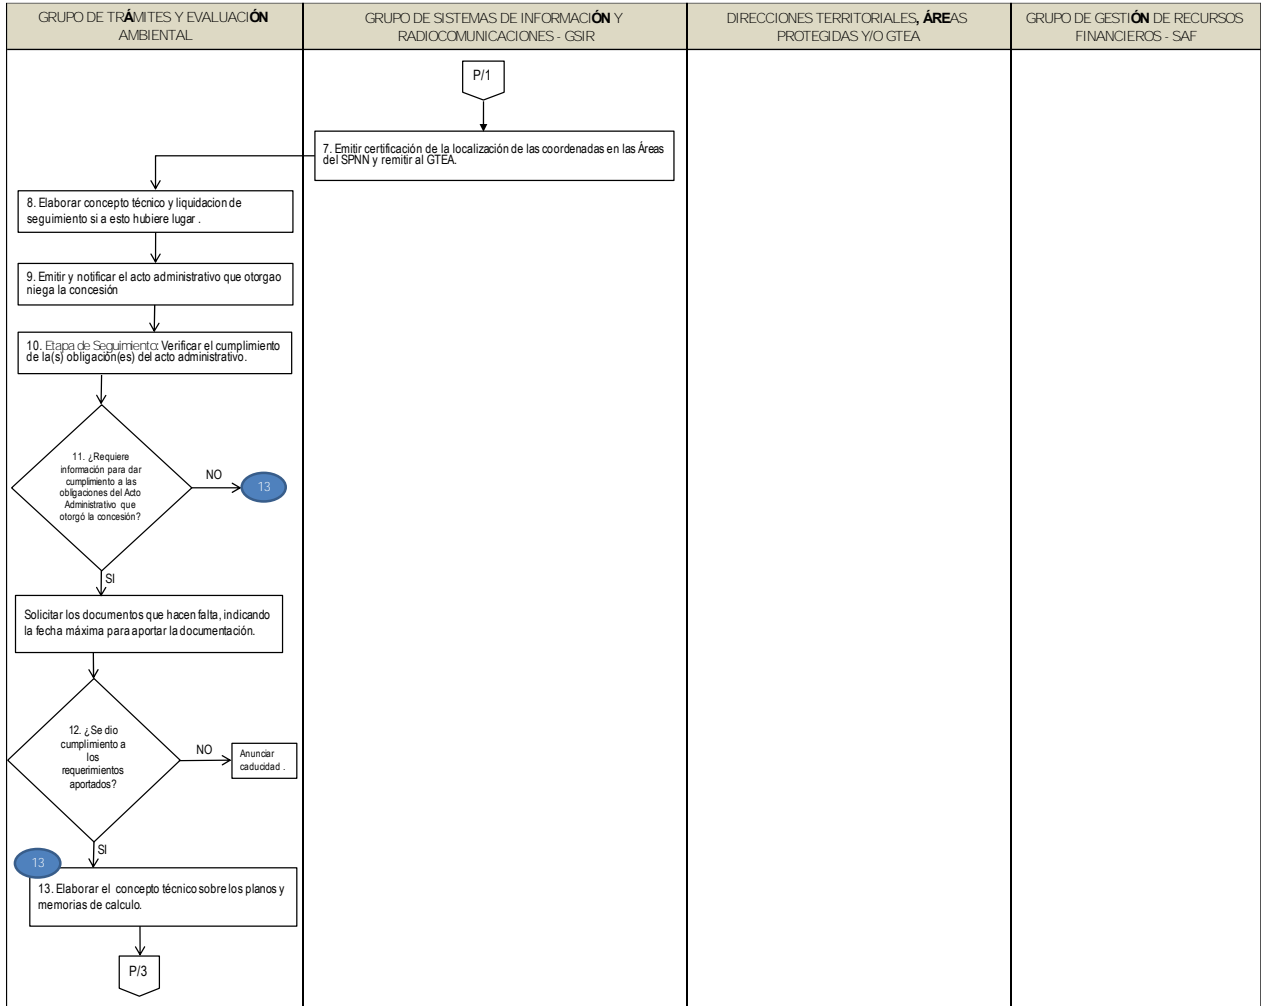 GRUPO DE TRÁMITES Y EVALUACIÓN
AMBIENTAL
GRUPO DE SISTEMAS DE INFORMACIÓN Y
RADIOCOMUNICACIONES - GSIR
DIRECCIONES TERRITORIALES, ÁREAS
PROTEGIDAS Y/O GTEA
GRUPO DE GESTIÓN DE RECURSOS
FINANCIEROS - SAF
P/1
7. Emitir certificación de la localización de las coordenadas en las Áreas
del SPNN y remitir al GTEA.
8. Elaborar concepto técnico y liquidacion de
seguimiento si a esto hubiere lugar .
9. Emitir y notificar el acto administrativo que otorgao
niega la concesión
10. Etapa de Seguimiento: Verificar el cumplimiento
de la(s) obligación(es) del acto administrativo.
11. ¿Requiere
información para dar
cumplimiento a las
obligaciones del Acto
Administrativo que
otorgó la concesión?
NO
13
SI
Solicitar los documentos que hacen falta, indicando
la fecha máxima para aportar la documentación.
12. ¿Se dio
cumplimiento a
los
requerimientos
aportados?
NO
Anunciar
caducidad .
SI
13
13. Elaborar el concepto técnico sobre los planos y
memorias de calculo.
P/3